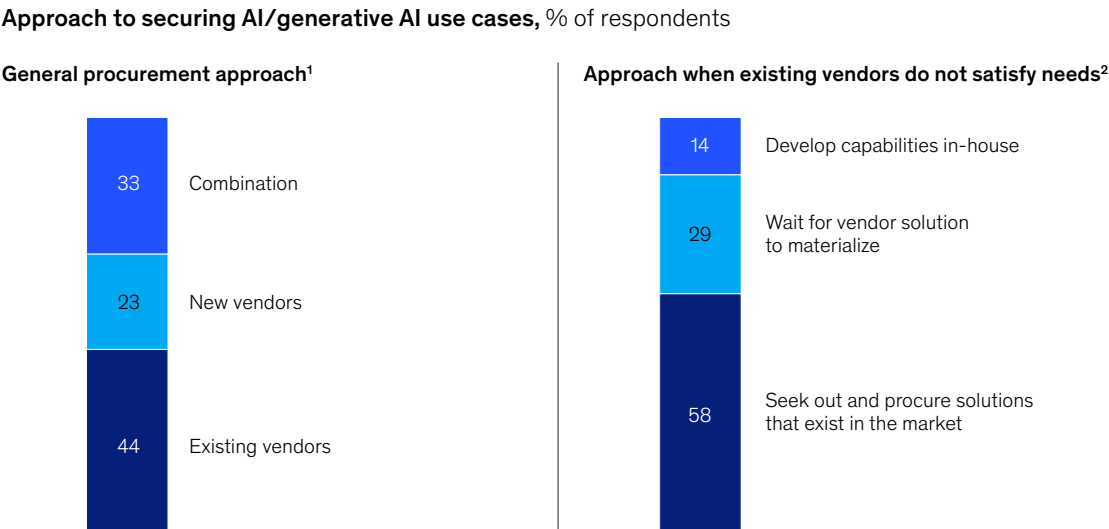 Approach to securing AI/generative AI use cases, % of respondents
General procurement approach¹
33 Combination
23 New vendors
44 Existing vendors
Approach when existing vendors do not satisfy needs²
14 Develop capabilities in-house
29 Wait for vendor solution
to materialize
58 Seek out and procure solutions
that exist in the market